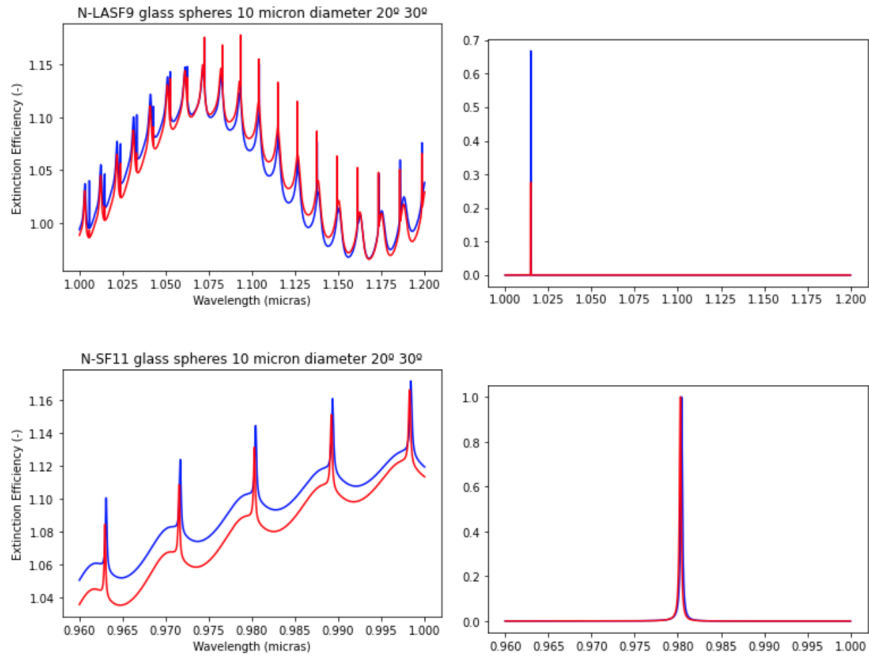 N-LASF9 glass spheres 10 micron diameter 20º 30º
Extinction Efficiency (-)
1.15
1.10
1.05
1.00
1.000 1.025 1.050 1.075 1.100 1.125 1.150 1.175 1.200
Wavelength (micras)
0.7
0.6
0.5
0.4
0.3
0.2
0.1
0.0
1.000 1.025 1.050 1.075 1.100 1.125 1.150 1.175 1.200
N-SF11 glass spheres 10 micron diameter 20º 30º
Extinction Efficiency (-)
1.16
1.14
1.12
1.10
1.08
1.06
1.04
0.960 0.965 0.970 0.975 0.980 0.985 0.990 0.995 1.000
Wavelength (micras)
1.0
0.8
0.6
0.4
0.2
0.0
0.960 0.965 0.970 0.975 0.980 0.985 0.990 0.995 1.000